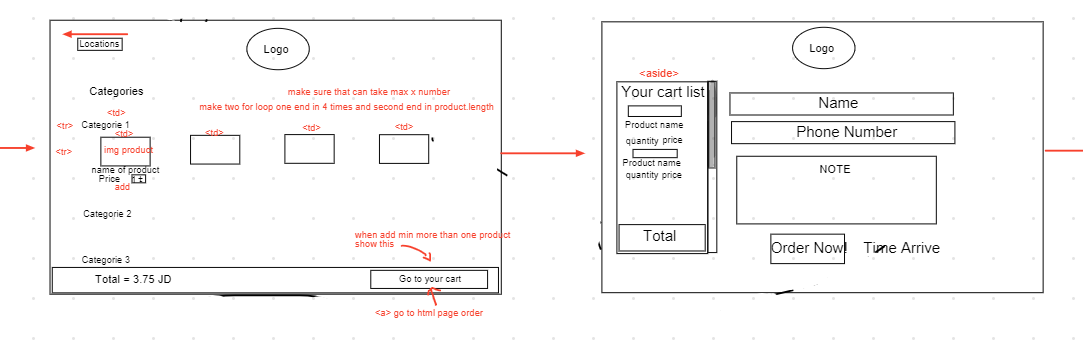 Locations
Logo
Categories
make sure that can take max x number
make two for loop one end in 4 times and second end in product.length
<td>
<tr> Categorie 1
<td>
<td>
<td>
<td>
<tr>
img product
name of product
Price
add
Categorie 2
when add min more than one product
show this
Categorie 3
Total = 3.75 JD
Go to your cart
<a> go to html page order
Logo
<aside>
Your cart list
Product name
quantity price
Product name
quantity price
Total
Name
Phone Number
NOTE
Order Now!
Time Arrive